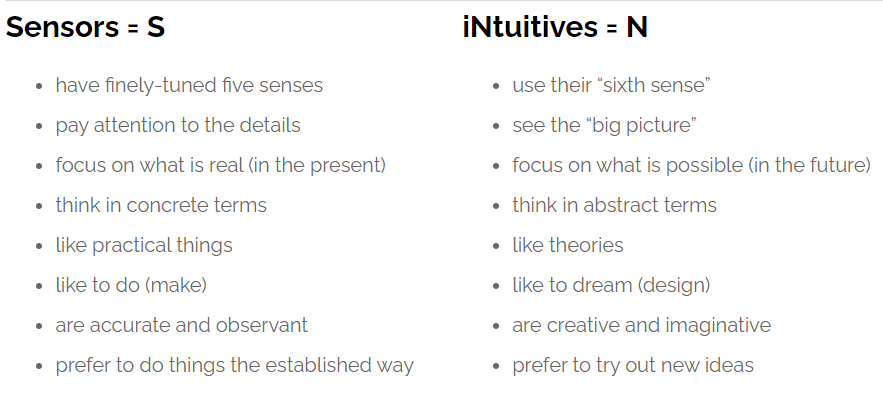 Sensors = S
• have finely-tuned five senses
• pay attention to the details
• focus on what is real (in the present)
• think in concrete terms
• like practical things
• like to do (make)
• are accurate and observant
• prefer to do things the established way
iNtuitives = N
• use their “sixth sense”
• see the “big picture”
• focus on what is possible (in the future)
• think in abstract terms
• like theories
• like to dream (design)
• are creative and imaginative
• prefer to try out new ideas